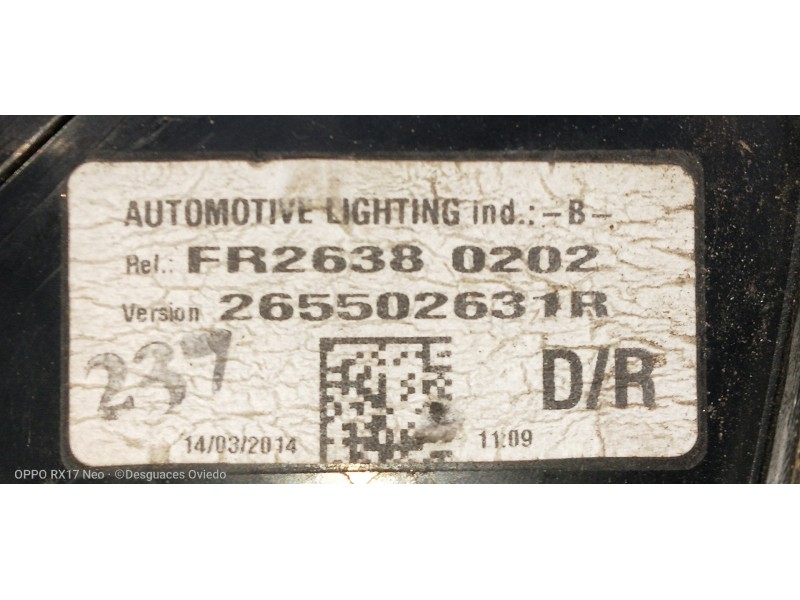 AUTOMOTIVE LIGHTING ind.: -B-
Ref.: FR2638 0202
Version 265502631R
237
D/R
14/03/2014 11:09
OPPO RX17 Neo · ©Desguaces Oviedo